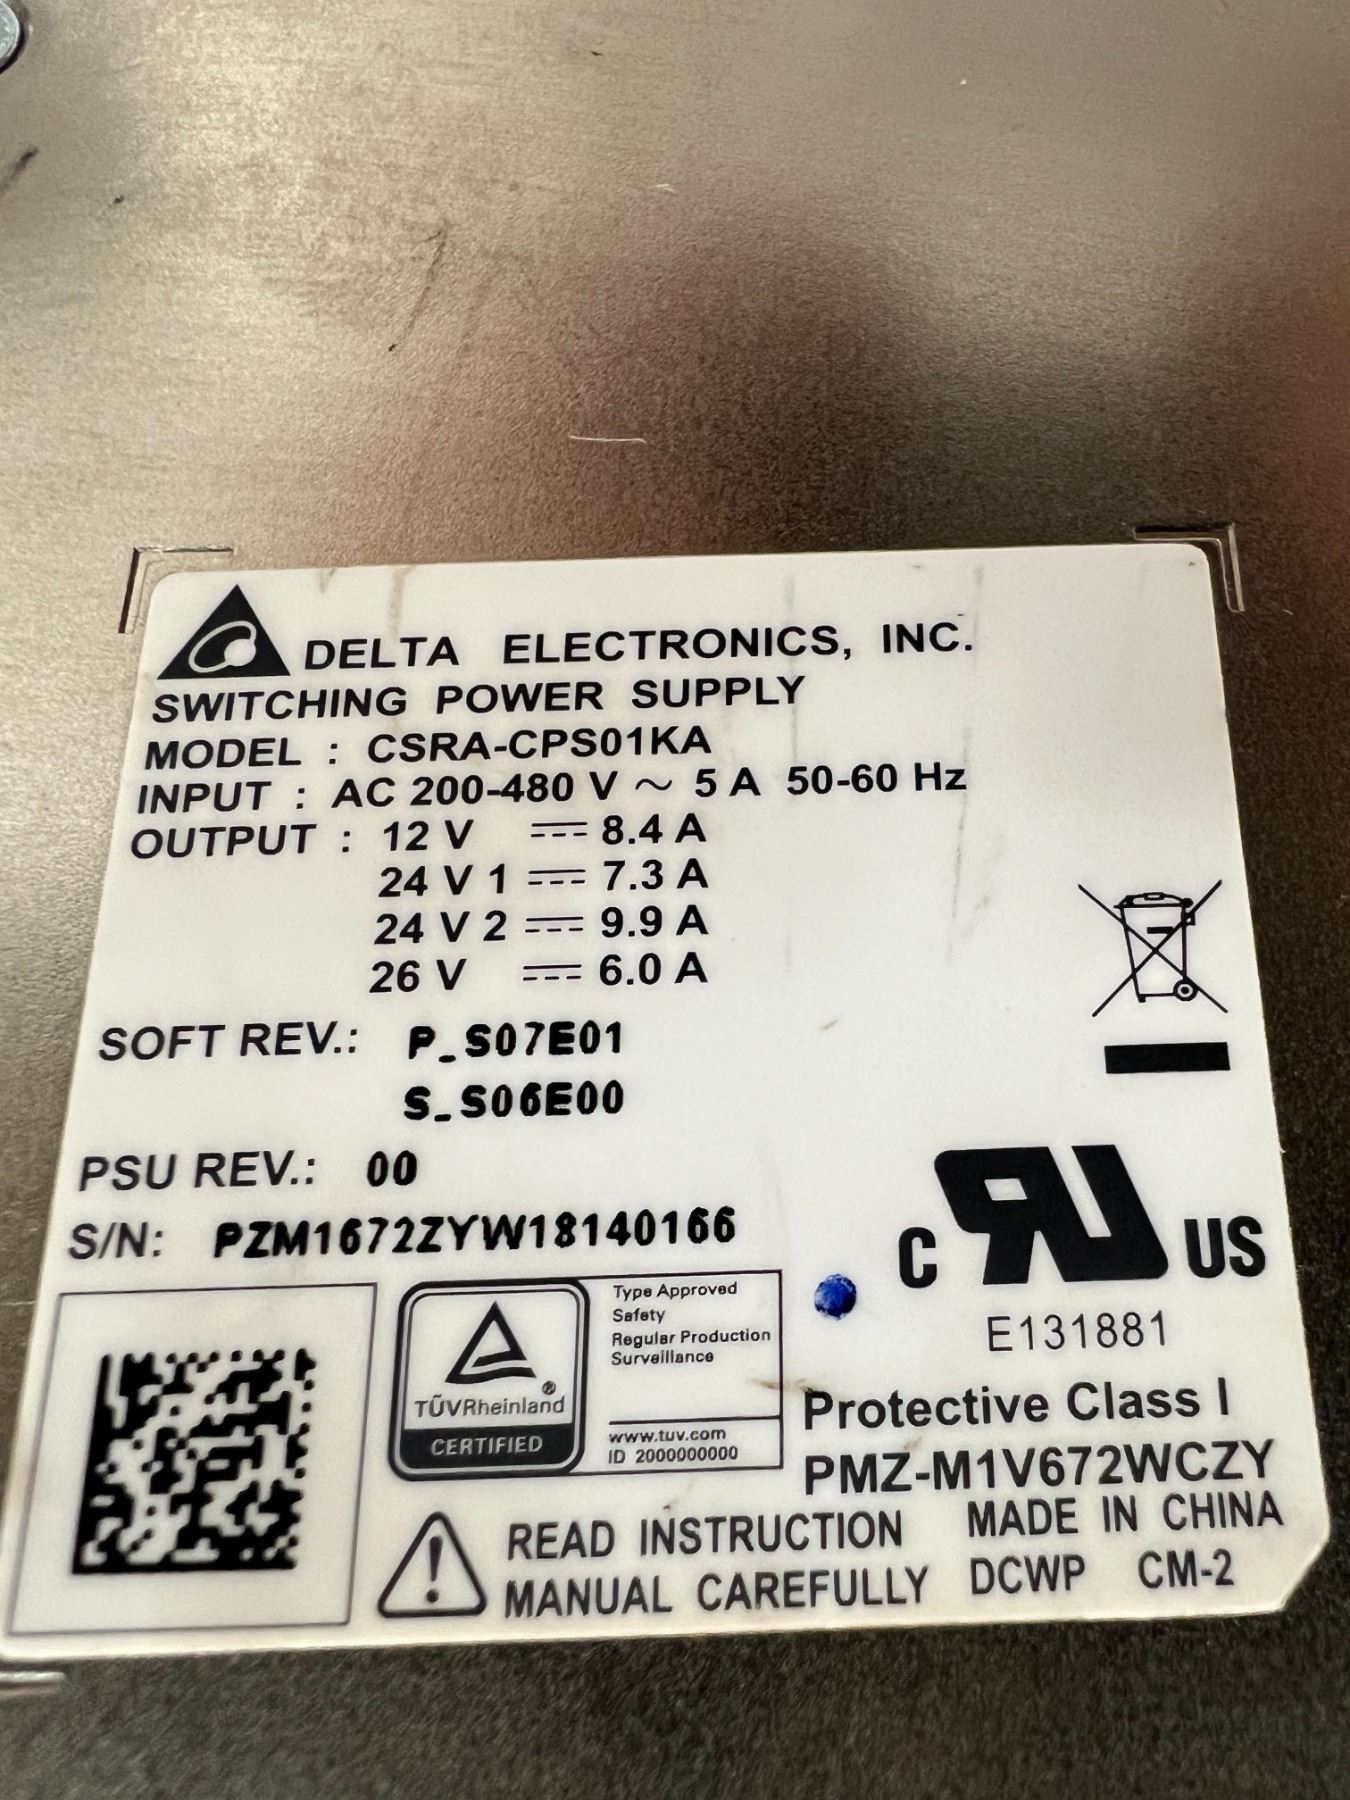 DELTA ELECTRONICS, INC.
SWITCHING POWER SUPPLY
MODEL : CSRA-CPS01KA
INPUT : AC 200-480 V ~ 5 A 50-60 Hz
OUTPUT : 12 V ⎓ 8.4 A
24 V 1 ⎓ 7.3 A
24 V 2 ⎓ 9.9 A
26 V ⎓ 6.0 A
SOFT REV.: P_S07E01
S_S06E00
PSU REV.: 00
S/N: PZM1672ZYW18140166
C RU US
E131881
TÜVRheinland®
CERTIFIED
Type Approved
Safety
Regular Production
Surveillance
www.tuv.com
ID 2000000000
Protective Class I
PMZ-M1V672WCZY
READ INSTRUCTION
MANUAL CAREFULLY
MADE IN CHINA
DCWP CM-2